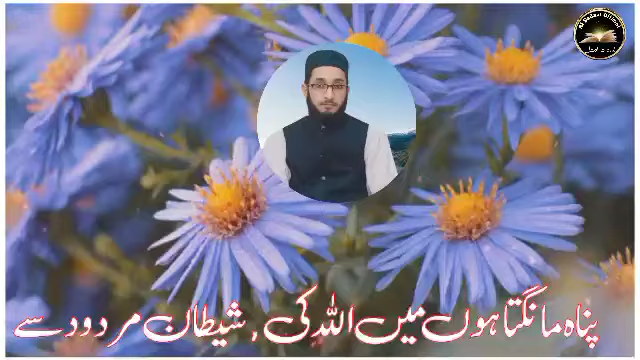 پناہ مانگتا ہوں میں اللہ کی , شیطان مردود سے